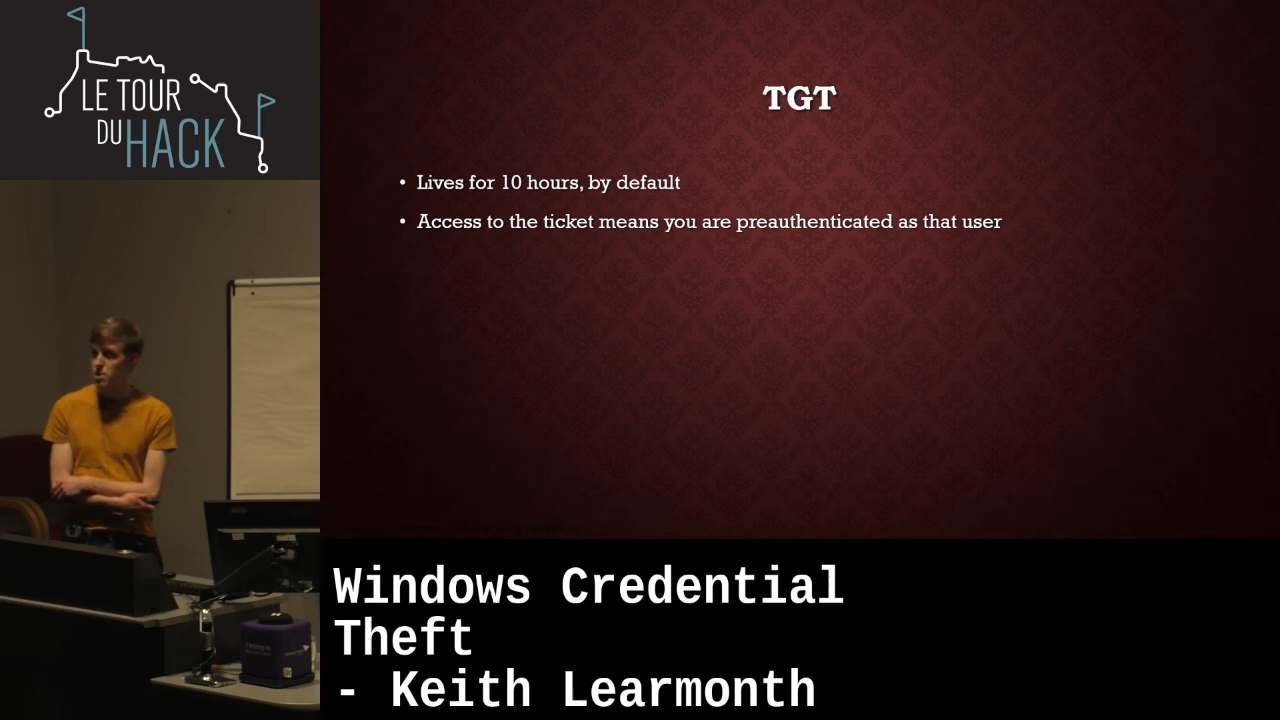 LE TOUR
DU HACK
TGT
• Lives for 10 hours, by default
• Access to the ticket means you are preauthenticated as that user
Windows Credential
Theft
- Keith Learmonth